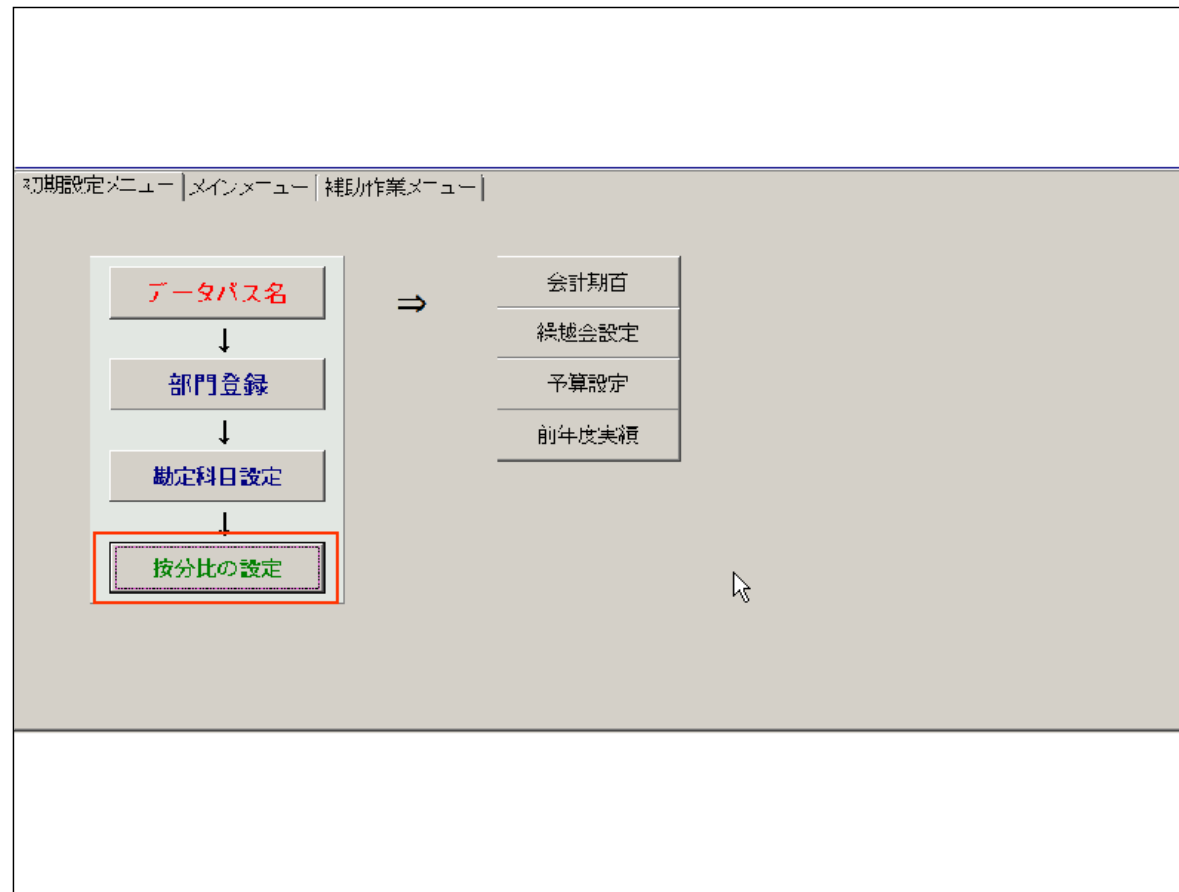 初期設定メニュー メインメニュー 補助作業メニュー
データパス名
⇒
↓
部門登録
↓
勘定科目設定
↓
按分比の設定
会計期首
繰越金設定
予算設定
前年度実績